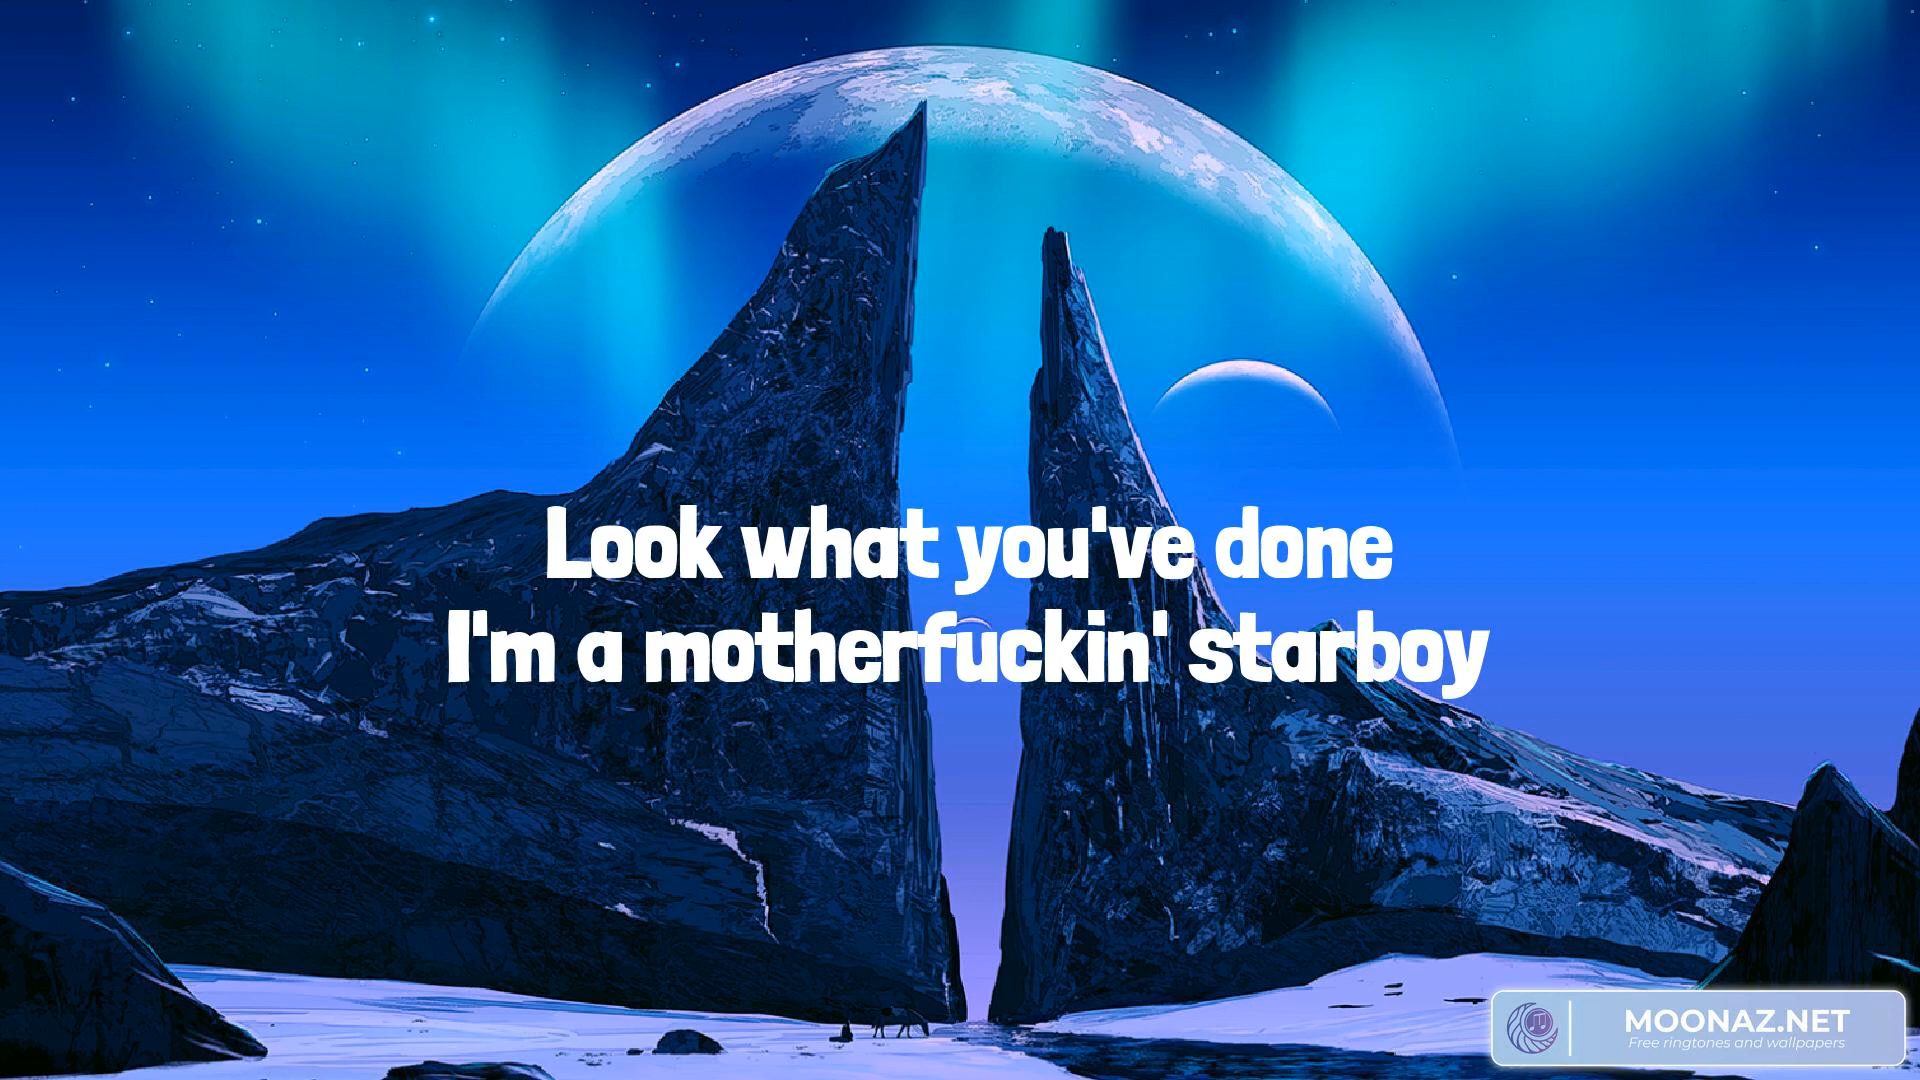 Look what you've done
I'm a motherfuckin' starboy
MOONAZ.NET
Free ringtones and wallpapers